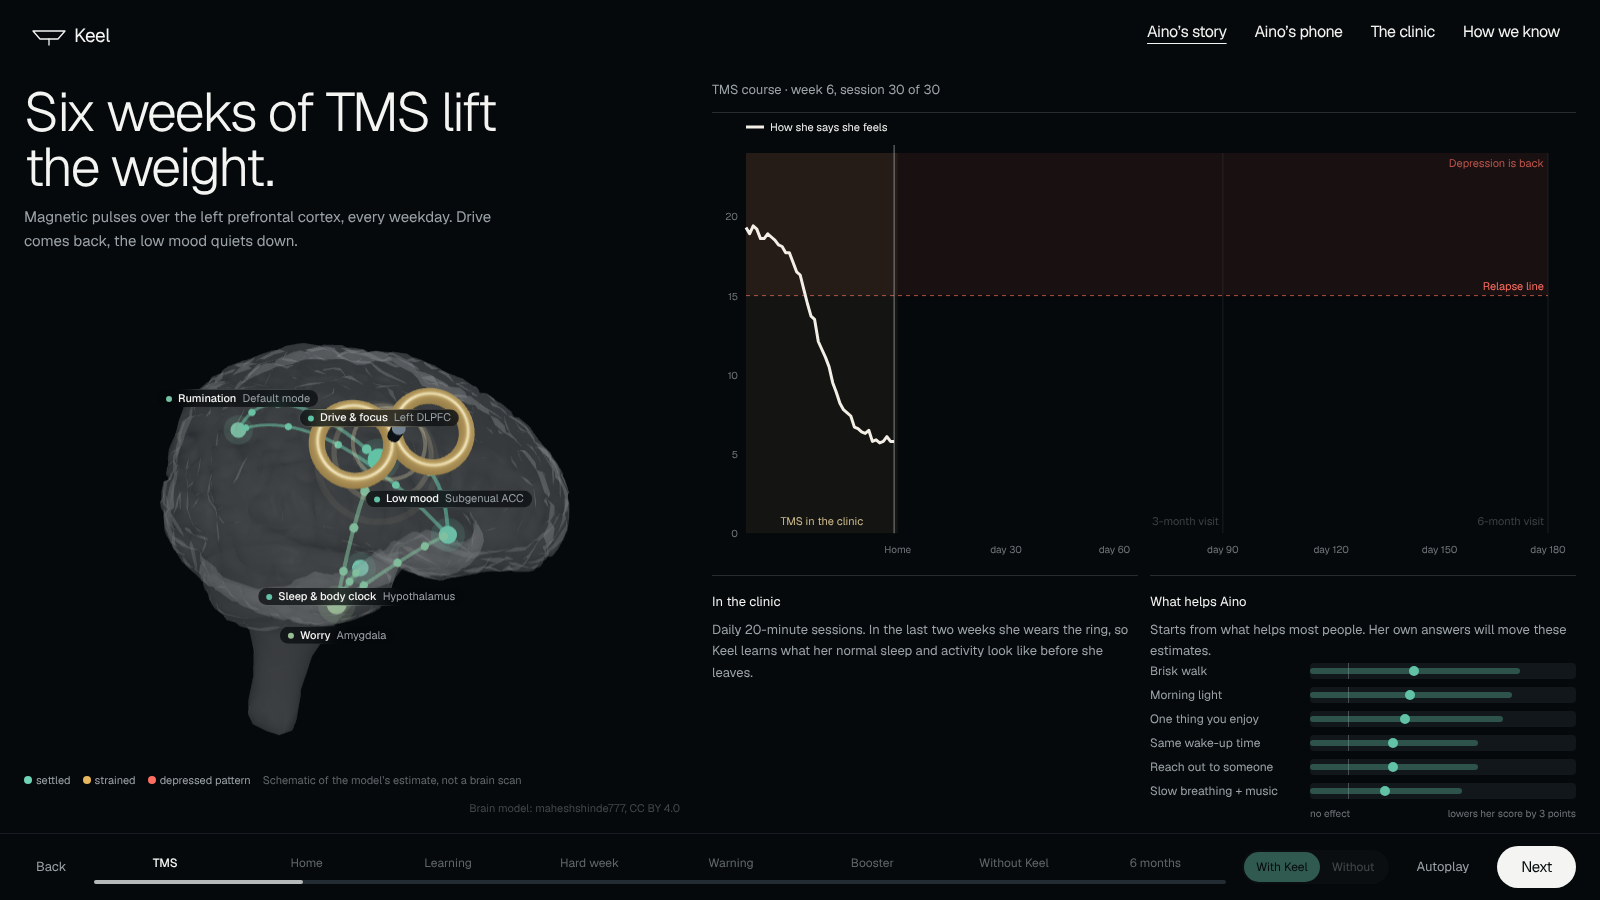 Keel
Aino's story
Aino's phone
The clinic
How we know
Six weeks of TMS lift
the weight.
Magnetic pulses over the left prefrontal cortex, every weekday. Drive
comes back, the low mood quiets down.
Rumination Default mode
Drive & focus Left DLPFC
Low mood Subgenual ACC
Sleep & body clock Hypothalamus
Worry Amygdala
settled
strained
depressed pattern
Schematic of the model's estimate, not a brain scan
Brain model: maheshshinde777, CC BY 4.0
TMS course · week 6, session 30 of 30
How she says she feels
Depression is back
20
Relapse line
15
10
5
TMS in the clinic
3-month visit
6-month visit
0
Home
day 30
day 60
day 90
day 120
day 150
day 180
In the clinic
Daily 20-minute sessions. In the last two weeks she wears the ring, so
Keel learns what her normal sleep and activity look like before she
leaves.
What helps Aino
Starts from what helps most people. Her own answers will move these
estimates.
Brisk walk
Morning light
One thing you enjoy
Same wake-up time
Reach out to someone
Slow breathing + music
no effect
lowers her score by 3 points
Back
TMS
Home
Learning
Hard week
Warning
Booster
Without Keel
6 months
With Keel
Without
Autoplay
Next